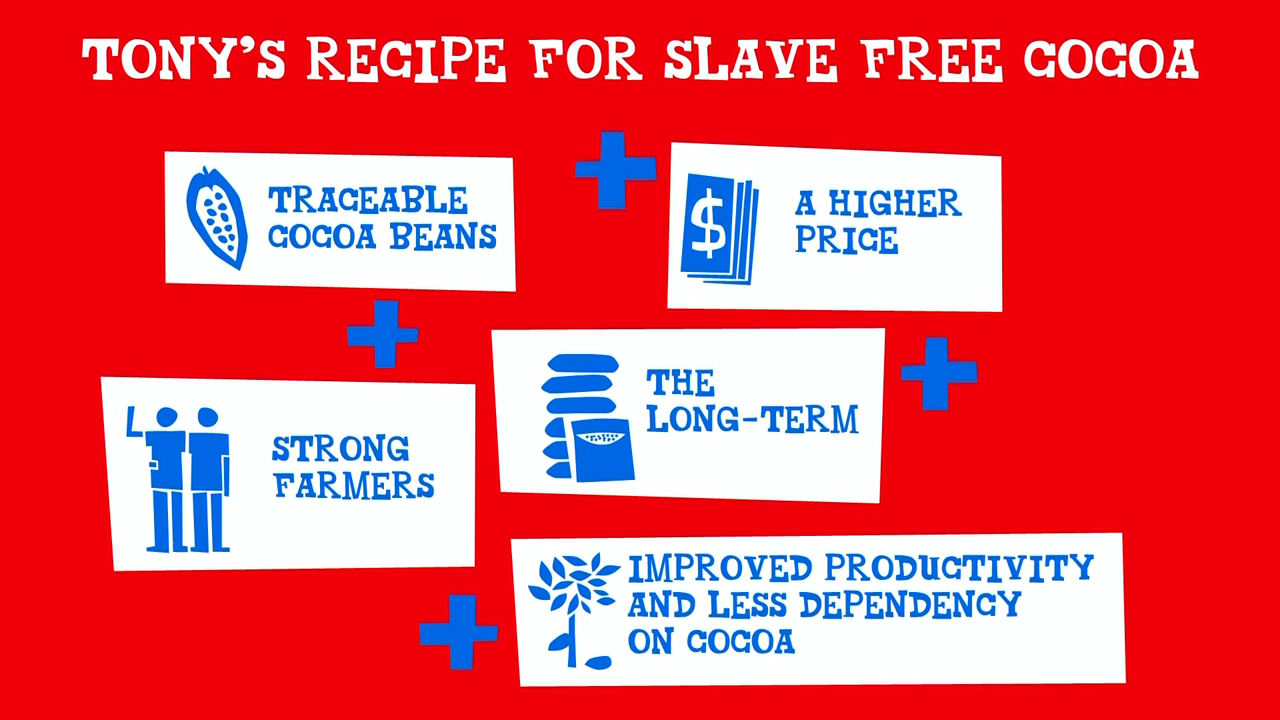 TONY'S RECIPE FOR SLAVE FREE COCOA
TRACEABLE
COCOA BEANS
$
A HIGHER
PRICE
STRONG
FARMERS
THE
LONG-TERM
IMPROVED PRODUCTIVITY
AND LESS DEPENDENCY
ON COCOA